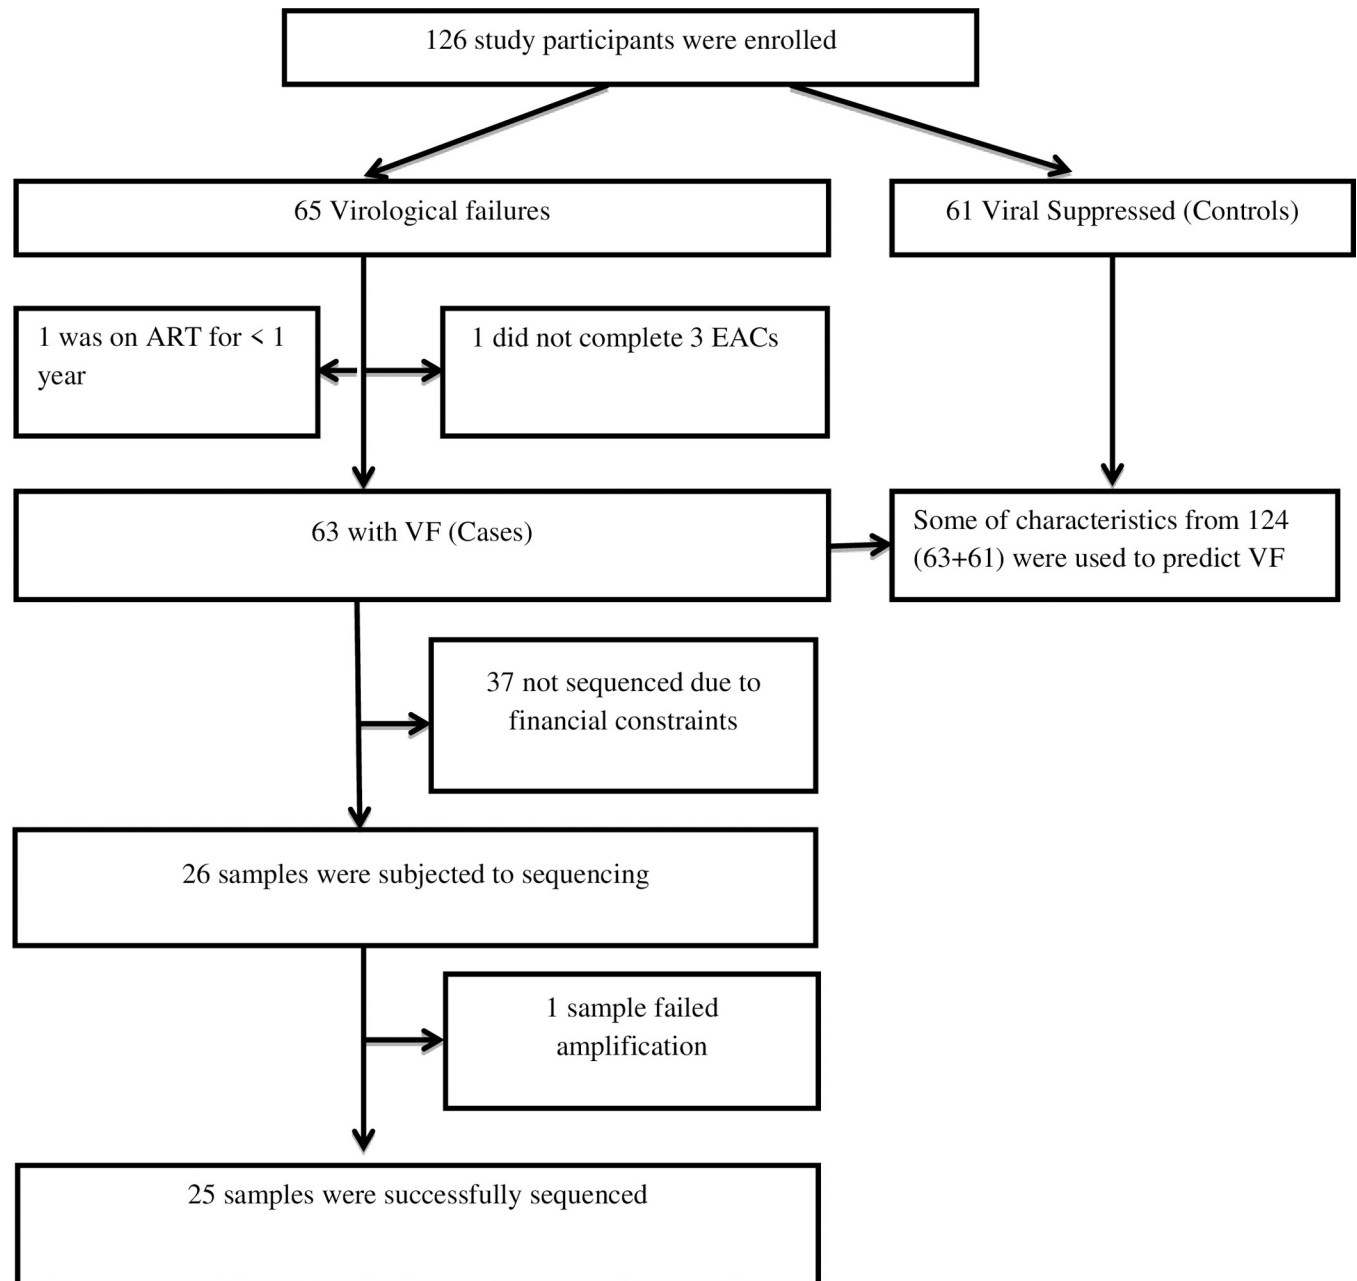 126 study participants were enrolled
65 Virological failures
61 Viral Suppressed (Controls)
1 was on ART for < 1
year
1 did not complete 3 EACs
63 with VF (Cases)
Some of characteristics from 124
(63+61) were used to predict VF
37 not sequenced due to
financial constraints
26 samples were subjected to sequencing
1 sample failed
amplification
25 samples were successfully sequenced